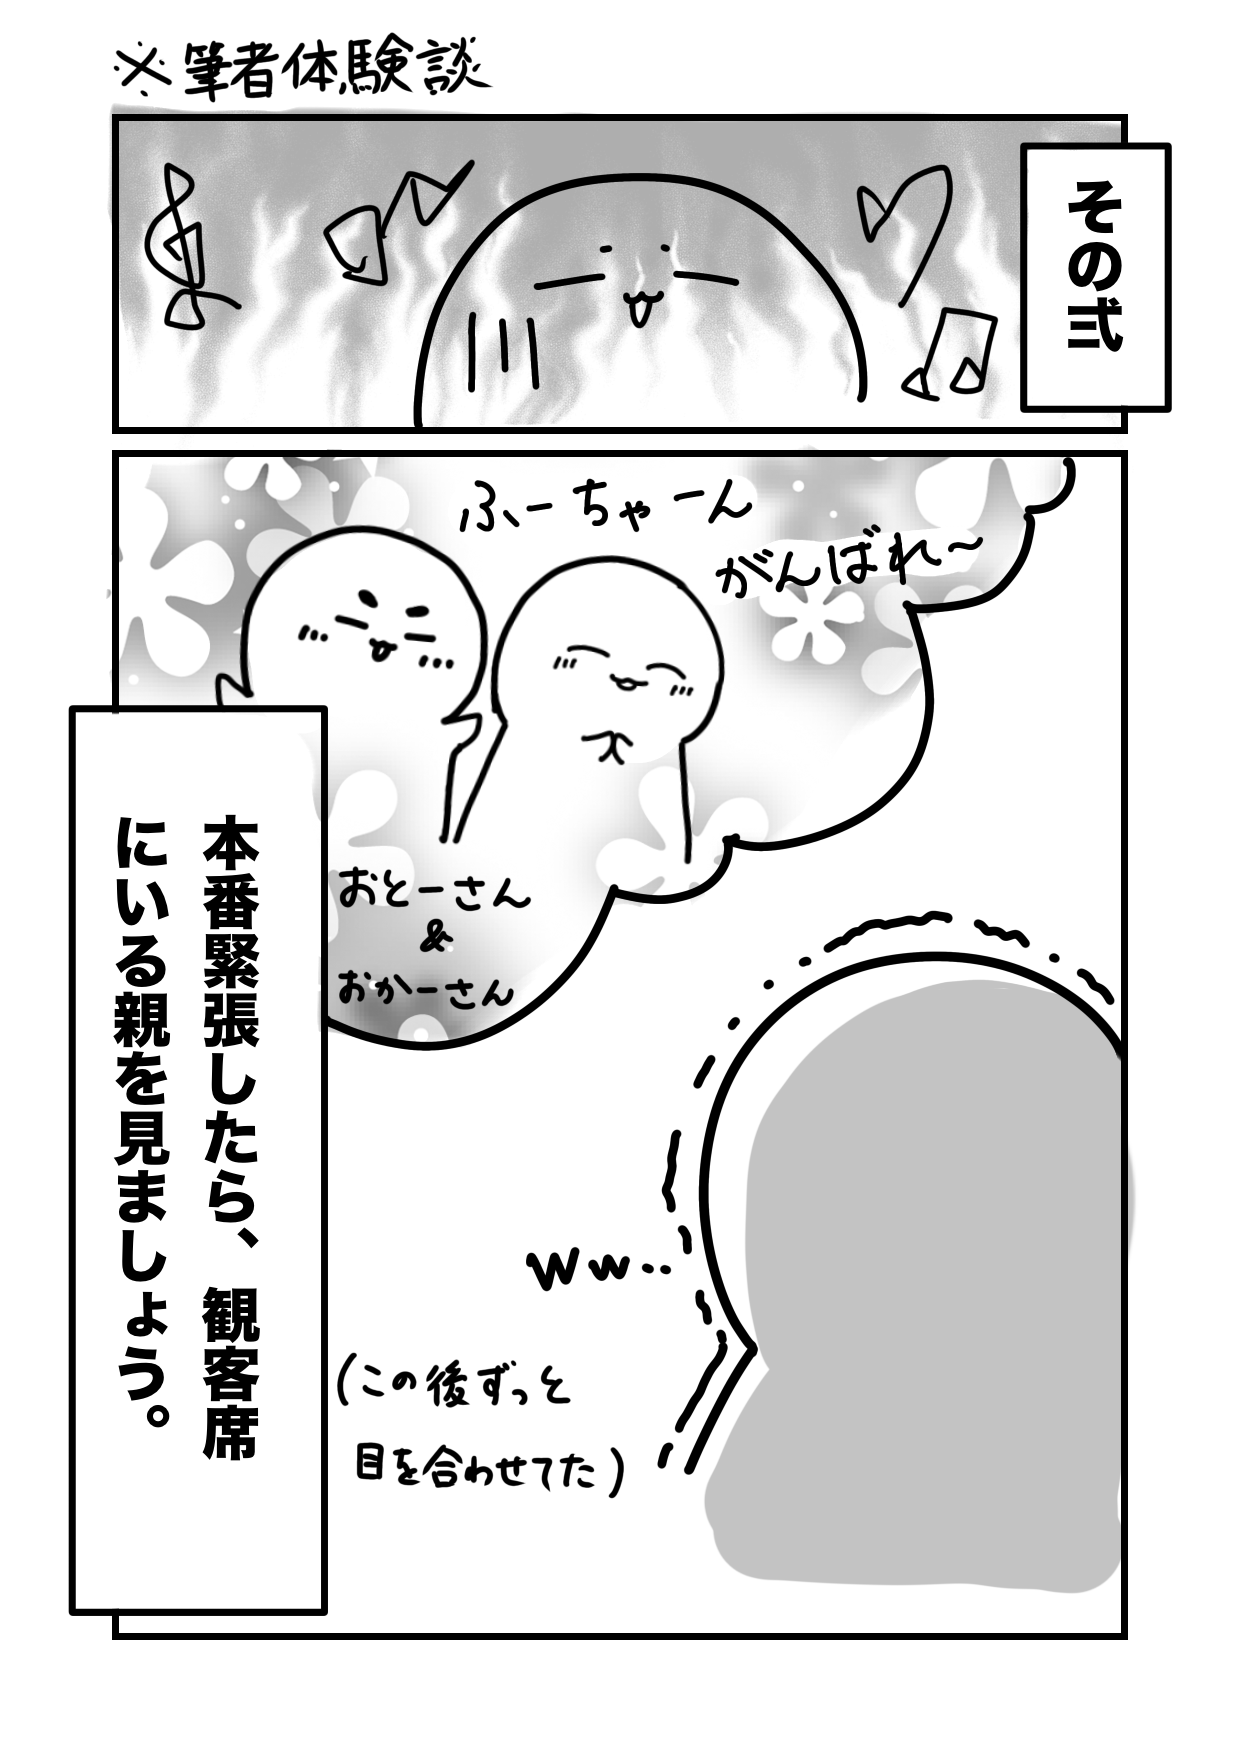 ※筆者体験談
その弐
ふーちゃーん
がんばれ〜
おとーさん
&
おかーさん
本番緊張したら、観客席
にいる親を見ましょう。
ww‥
(この後ずっと
目を合わせてた)